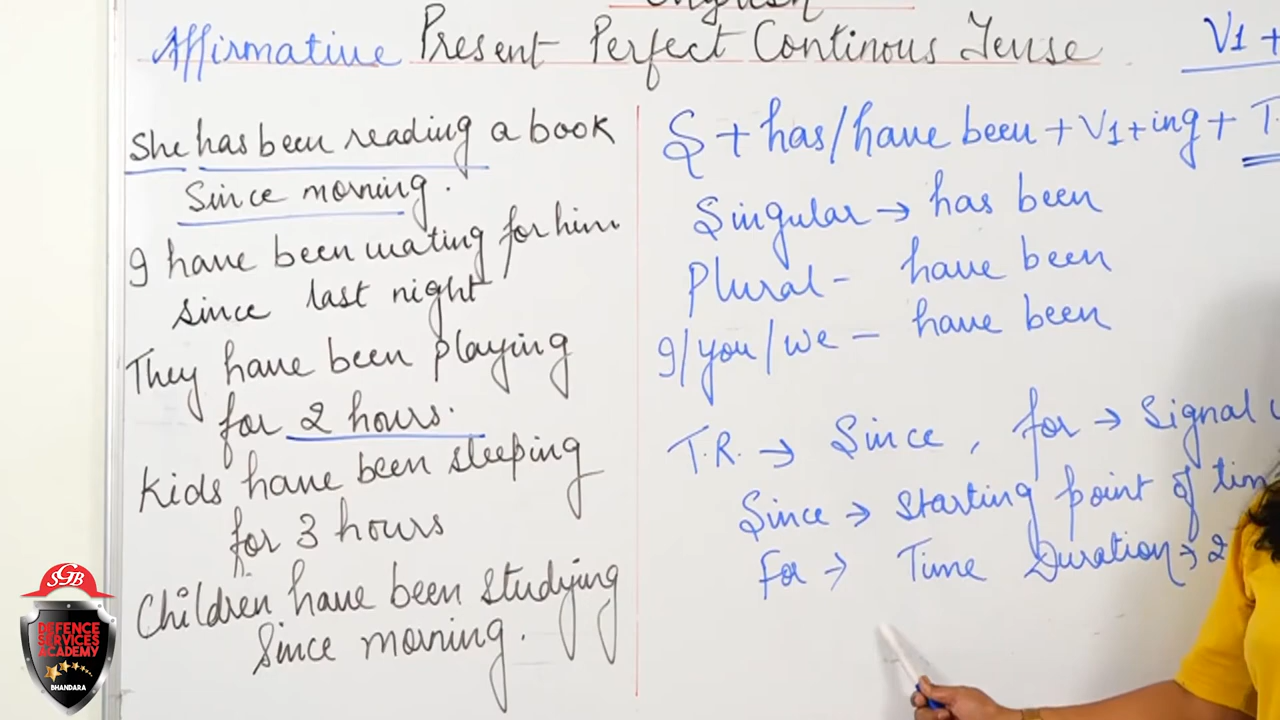 English
Affirmative Present Perfect Continous Tense
V1 +
She has been reading a book
Since morning.
I have been wating for him
since last night
They have been playing
for 2 hours.
Kids have been sleeping
for 3 hours
Children have been studying
Since morning.
S + has/have been + V1+ing + T.
Singular → has been
Plural - have been
I/you/we - have been
T.R. → Since, for → Signal
Since → Starting point of tim
For → Time Duration → 2
SGB
DEFENCE
SERVICES
ACADEMY
BHANDARA